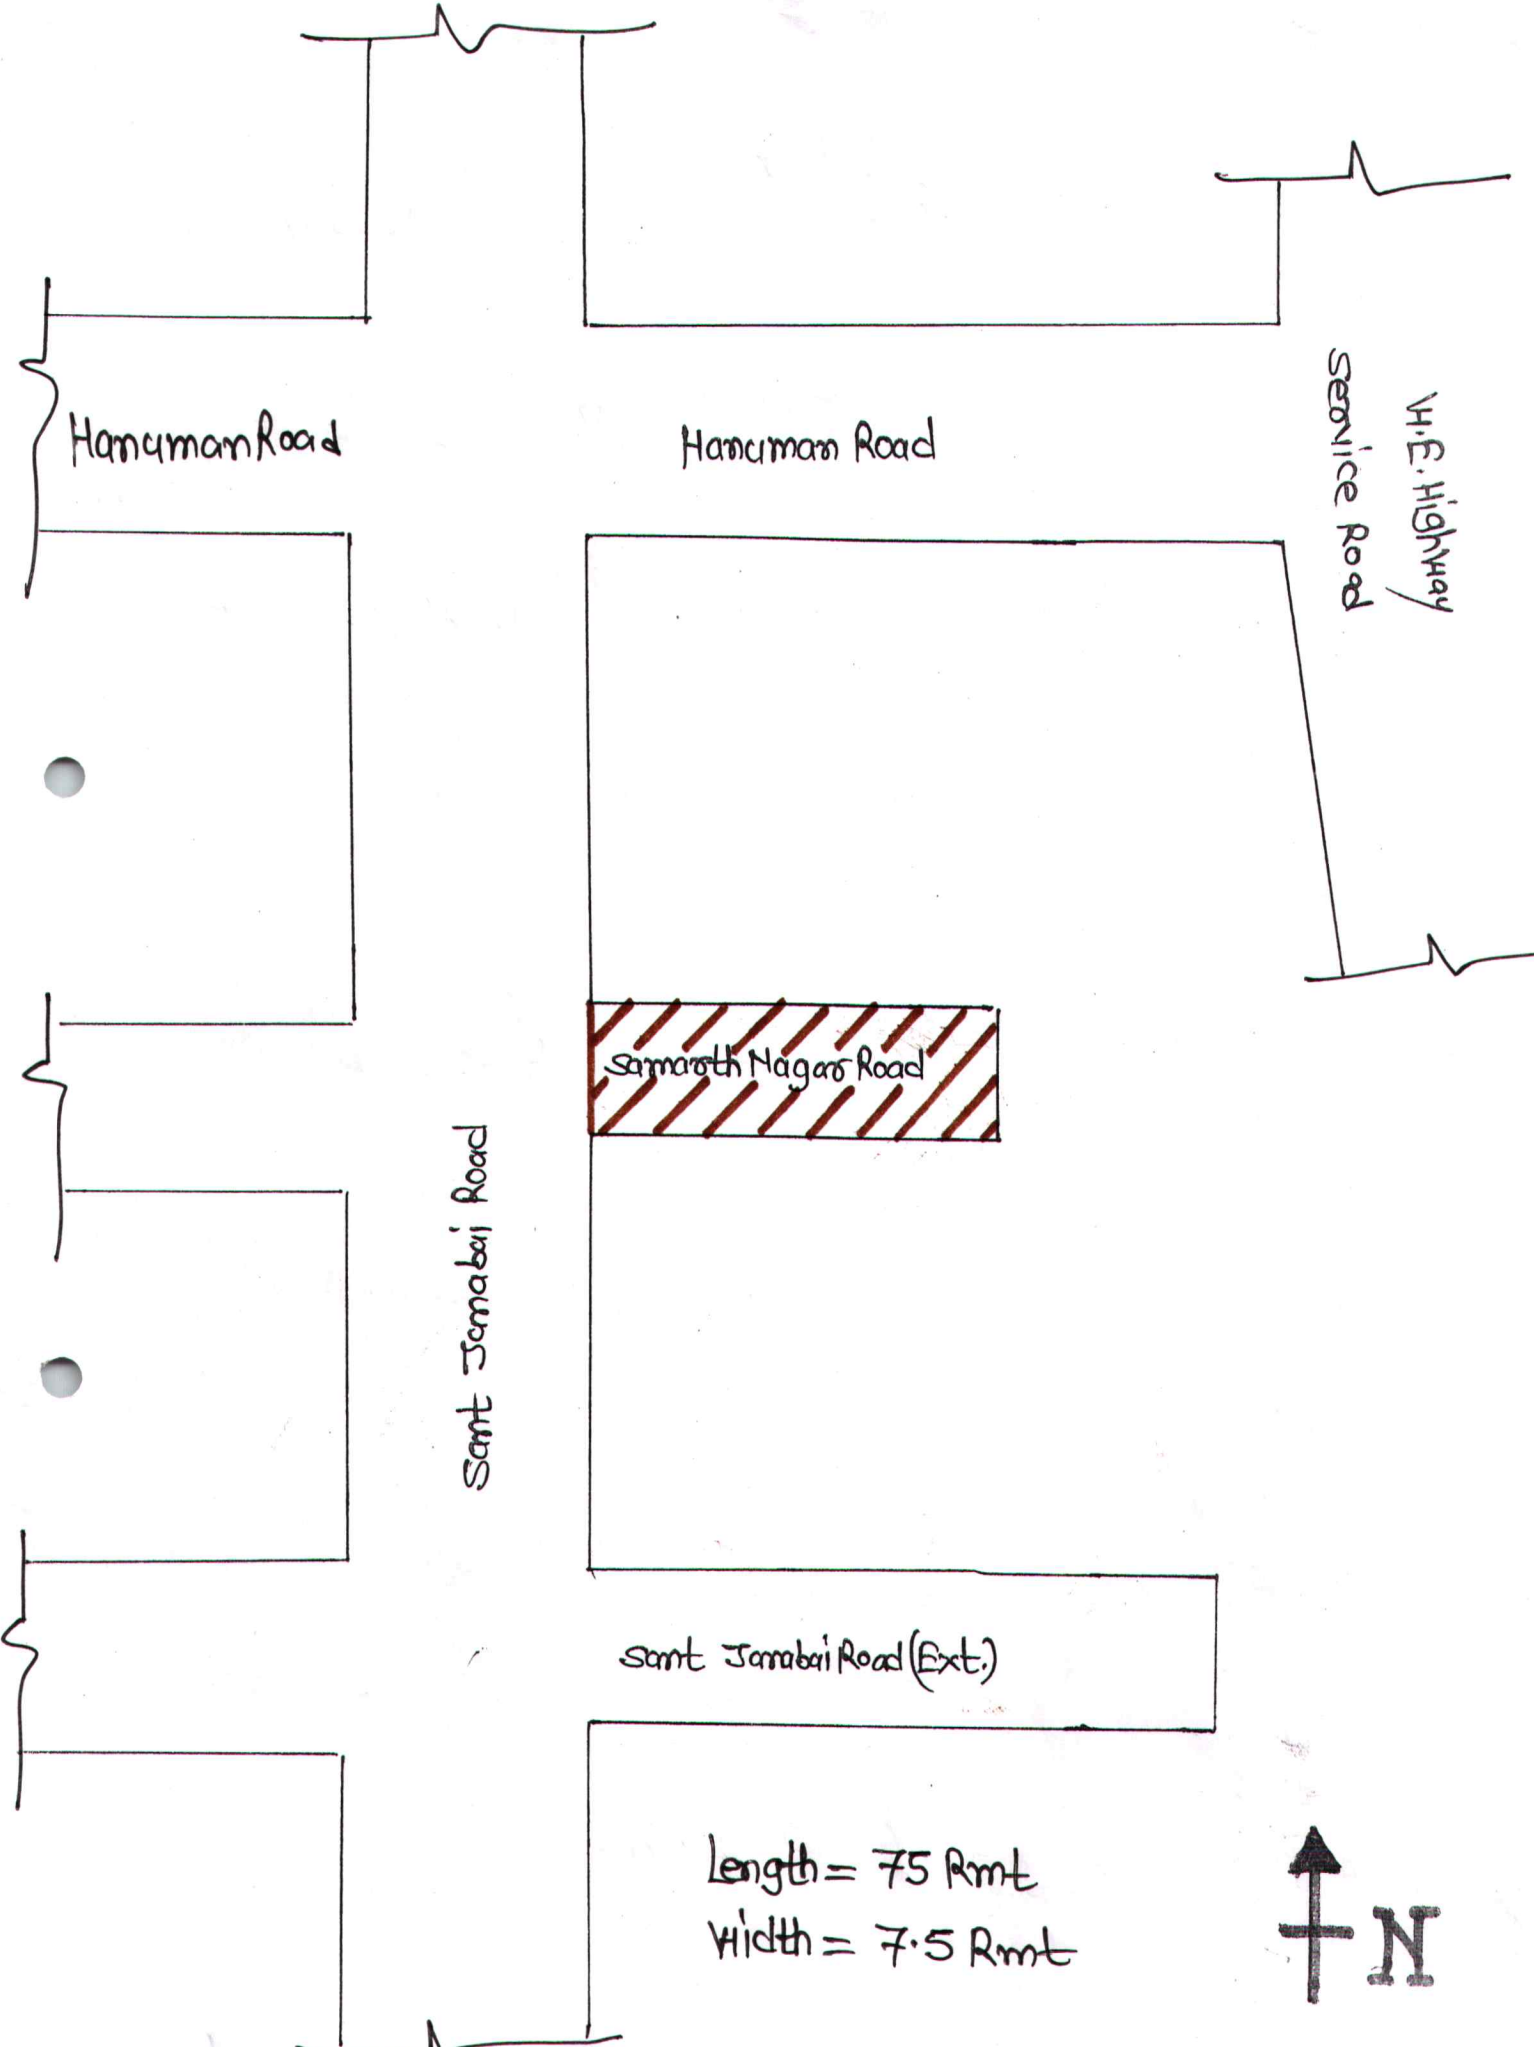 Hanuman Road
Hanuman Road
W.E. Highway
Service Road
Samarth Nagar Road
Sant Janabai Road
Sant Janabai Road (Ext.)
Length = 75 Rmt
Width = 7.5 Rmt
N